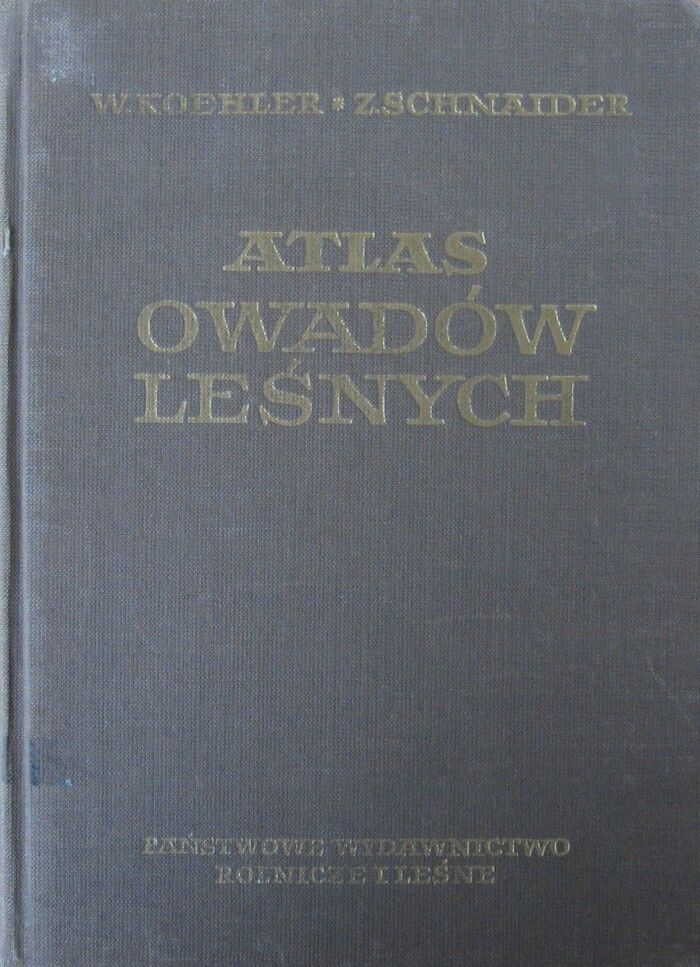 W. KOEHLER * Z. SCHNAIDER
ATLAS
OWADÓW
LEŚNYCH
PAŃSTWOWE WYDAWNICTWO
ROLNICZE I LEŚNE